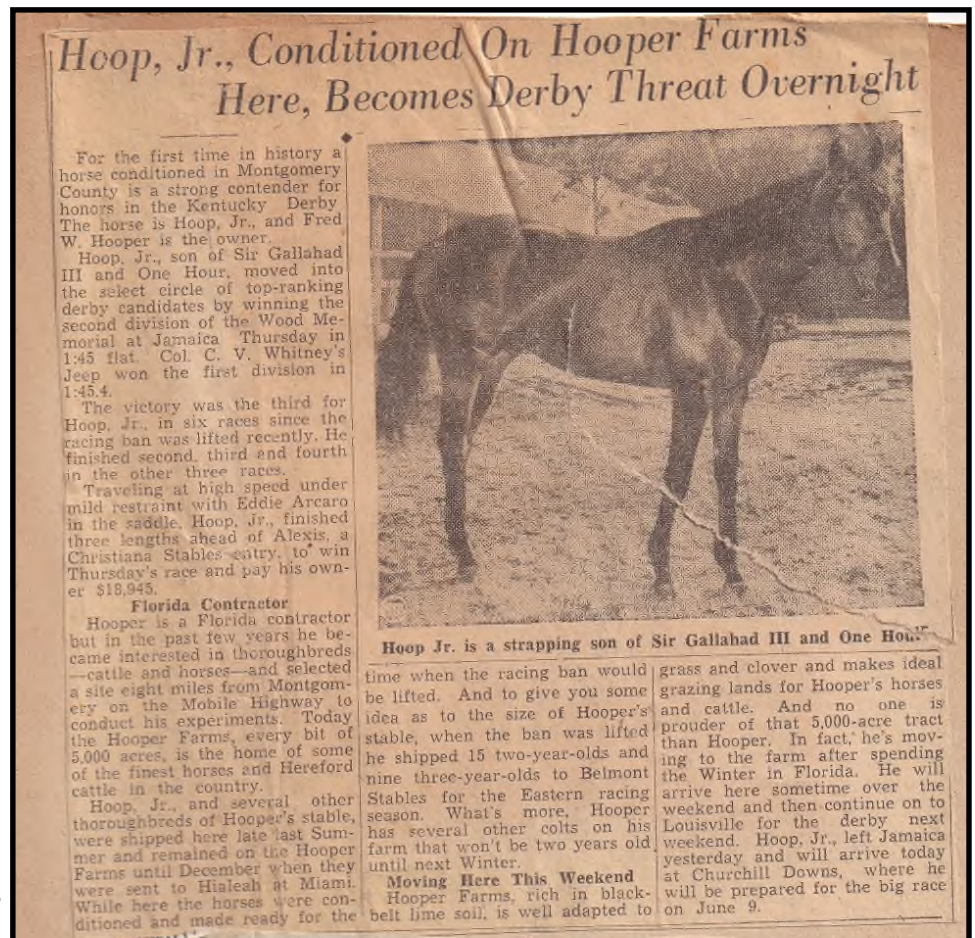 Hoop, Jr., Conditioned On Hooper Farms
Here, Becomes Derby Threat Overnight
For the first time in history a
horse conditioned in Montgomery
County is a strong contender for
honors in the Kentucky Derby
The horse is Hoop, Jr., and Fred
W. Hooper is the owner.
Hoop, Jr., son of Sir Gallahad
III and One Hour, moved into
the select circle of top-ranking
derby candidates by winning the
second division of the Wood Me-
morial at Jamaica Thursday in
1:45 flat. Col. C. V. Whitney's
Jeep won the first division in
1:45.4.
The victory was the third for
Hoop, Jr., in six races since the
racing ban was lifted recently. He
finished second, third and fourth
in the other three races.
Traveling at high speed under
mild restraint with Eddie Arcaro
in the saddle, Hoop, Jr., finished
three lengths ahead of Alexis, a
Christiana Stables entry, to win
Thursday's race and pay his own-
er $18,945.
Florida Contractor
Hooper is a Florida contractor
but in the past few years he be-
came interested in thoroughbreds
—cattle and horses—and selected
a site eight miles from Montgom-
ery on the Mobile Highway to
conduct his experiments. Today
the Hooper Farms, every bit of
5,000 acres, is the home of some
of the finest horses and Hereford
cattle in the country.
Hoop, Jr., and several other
thoroughbreds of Hooper's stable,
were shipped here late last Sum-
mer and remained on the Hooper
Farms until December when they
were sent to Hialeah at Miami.
While here the horses were con-
ditioned and made ready for the
Hoop Jr. is a strapping son of Sir Gallahad III and One Hour.
time when the racing ban would
be lifted. And to give you some
idea as to the size of Hooper's
stable, when the ban was lifted
he shipped 15 two-year-olds and
nine three-year-olds to Belmont
Stables for the Eastern racing
season. What's more, Hooper
has several other colts on his
farm that won't be two years old
until next Winter.
Moving Here This Weekend
Hooper Farms, rich in black-
belt lime soil, is well adapted to
grass and clover and makes ideal
grazing lands for Hooper's horses
and cattle. And no one is
prouder of that 5,000-acre tract
than Hooper. In fact, he's mov-
ing to the farm after spending
the Winter in Florida. He will
arrive here sometime over the
weekend and then continue on to
Louisville for the derby next
weekend. Hoop, Jr., left Jamaica
yesterday and will arrive today
at Churchill Downs, where he
will be prepared for the big race
on June 9.